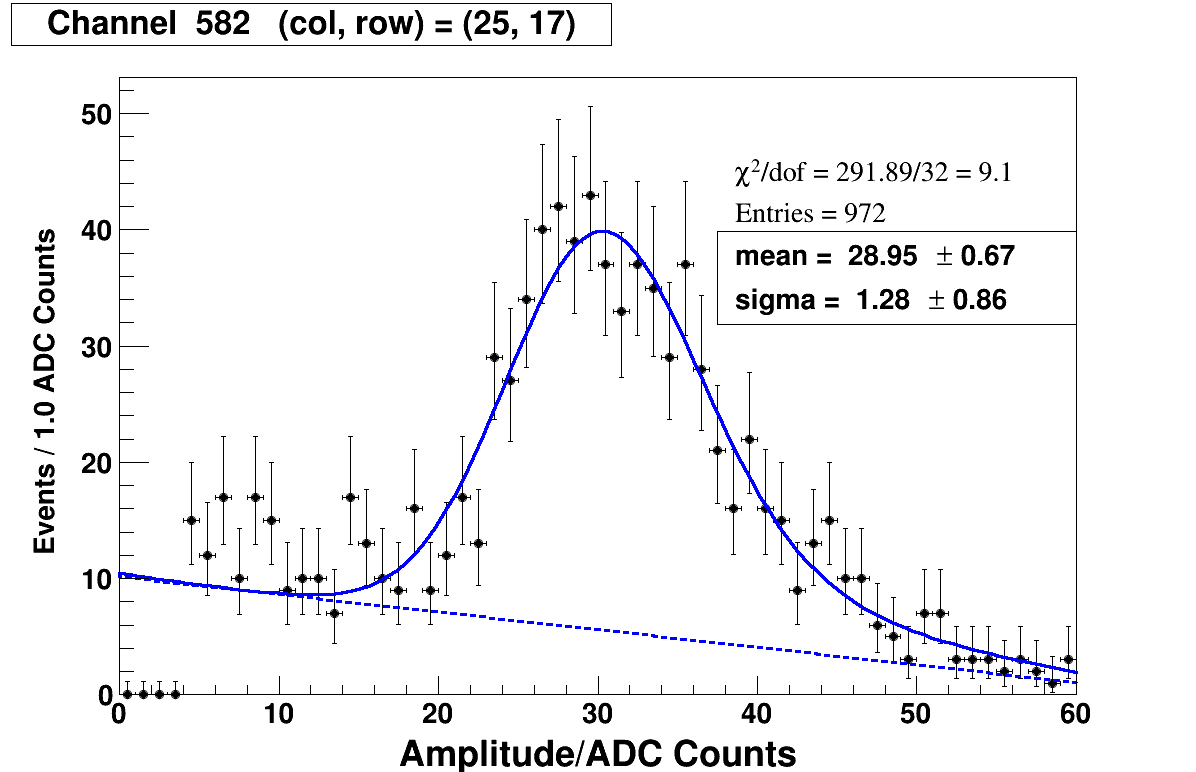 Channel 582 (col, row) = (25, 17)
χ²/dof = 291.89/32 = 9.1
Entries = 972
mean = 28.95 ± 0.67
sigma = 1.28 ± 0.86
Events / 1.0 ADC Counts
50
40
30
20
10
0
0 10 20 30 40 50 60
Amplitude/ADC Counts